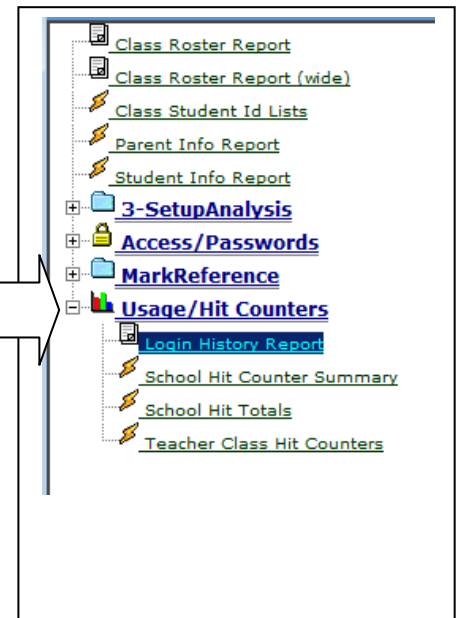 Class Roster Report
Class Roster Report (wide)
Class Student Id Lists
Parent Info Report
Student Info Report
3-SetupAnalysis
Access/Passwords
MarkReference
Usage/Hit Counters
Login History Report
School Hit Counter Summary
School Hit Totals
Teacher Class Hit Counters